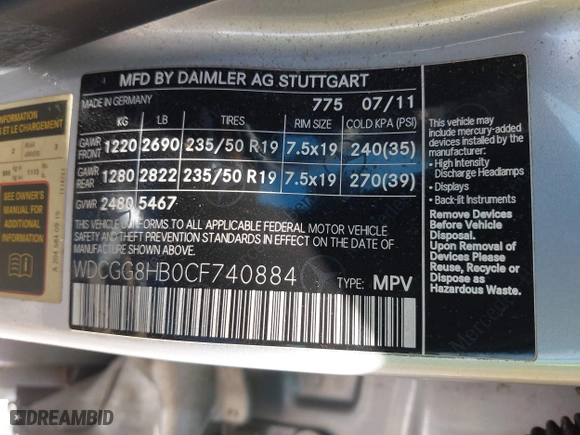 MFD BY DAIMLER AG STUTTGART
MADE IN GERMANY 775 07/11
KG LB TIRES RIM SIZE COLD KPA (PSI)
GAWR FRONT 1220 2690 235/50 R19 7.5x19 240(35)
GAWR REAR 1280 2822 235/50 R19 7.5x19 270(39)
GVWR 2480 5467
THIS VEHICLE CONFORMS TO ALL APPLICABLE FEDERAL MOTOR VEHICLE
SAFETY AND THEFT PREVENTION STANDARDS IN EFFECT ON THE DATE OF
MANUFACTURE SHOWN ABOVE.
WDCGG8HB0CF740884 TYPE: MPV
This vehicle may
include mercury-added
devices installed by the
manufacturer:
• High Intensity
Discharge Headlamps
• Displays
• Back-lit Instruments
Remove Devices
Before Vehicle
Disposal.
Upon Removal of
Devices Please
Reuse, Recycle or
Dispose as
Hazardous Waste.
INFORMATION
ET LE CHARGEMENT
SEE OWNER'S
MANUAL FOR
ADDITIONAL
INFORMATION
DREAMBID